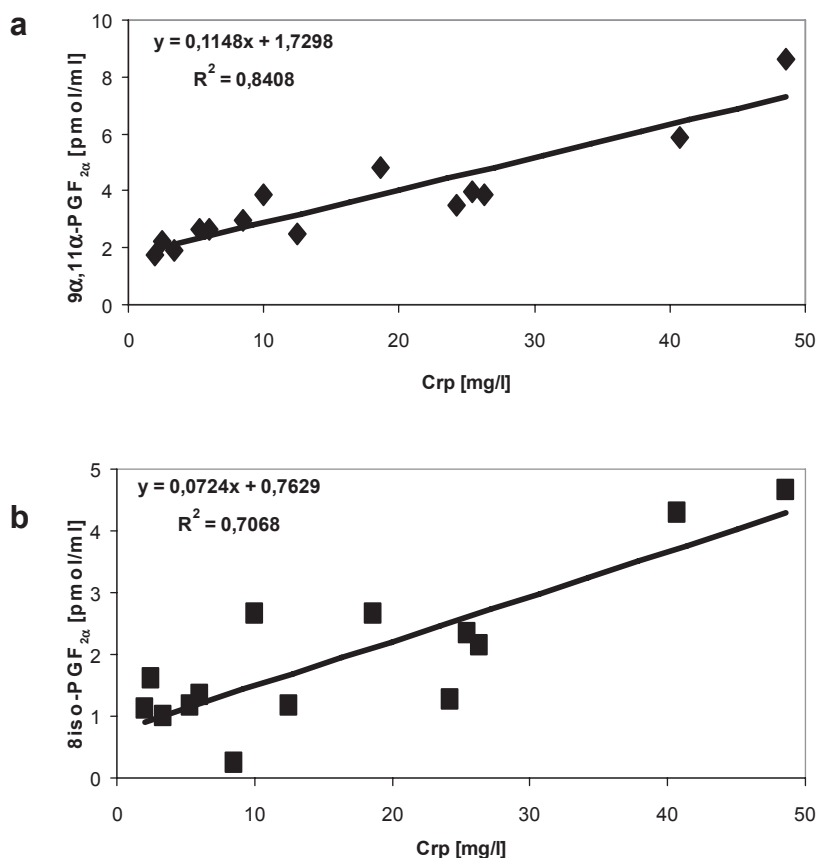 a
y = 0,1148x + 1,7298
R² = 0,8408
9α,11α-PGF₂α [pmol/ml]
10
8
6
4
2
0
0 10 20 30 40 50
Crp [mg/l]
b
y = 0,0724x + 0,7629
R² = 0,7068
8iso-PGF₂α [pmol/ml]
5
4
3
2
1
0
0 10 20 30 40 50
Crp [mg/l]